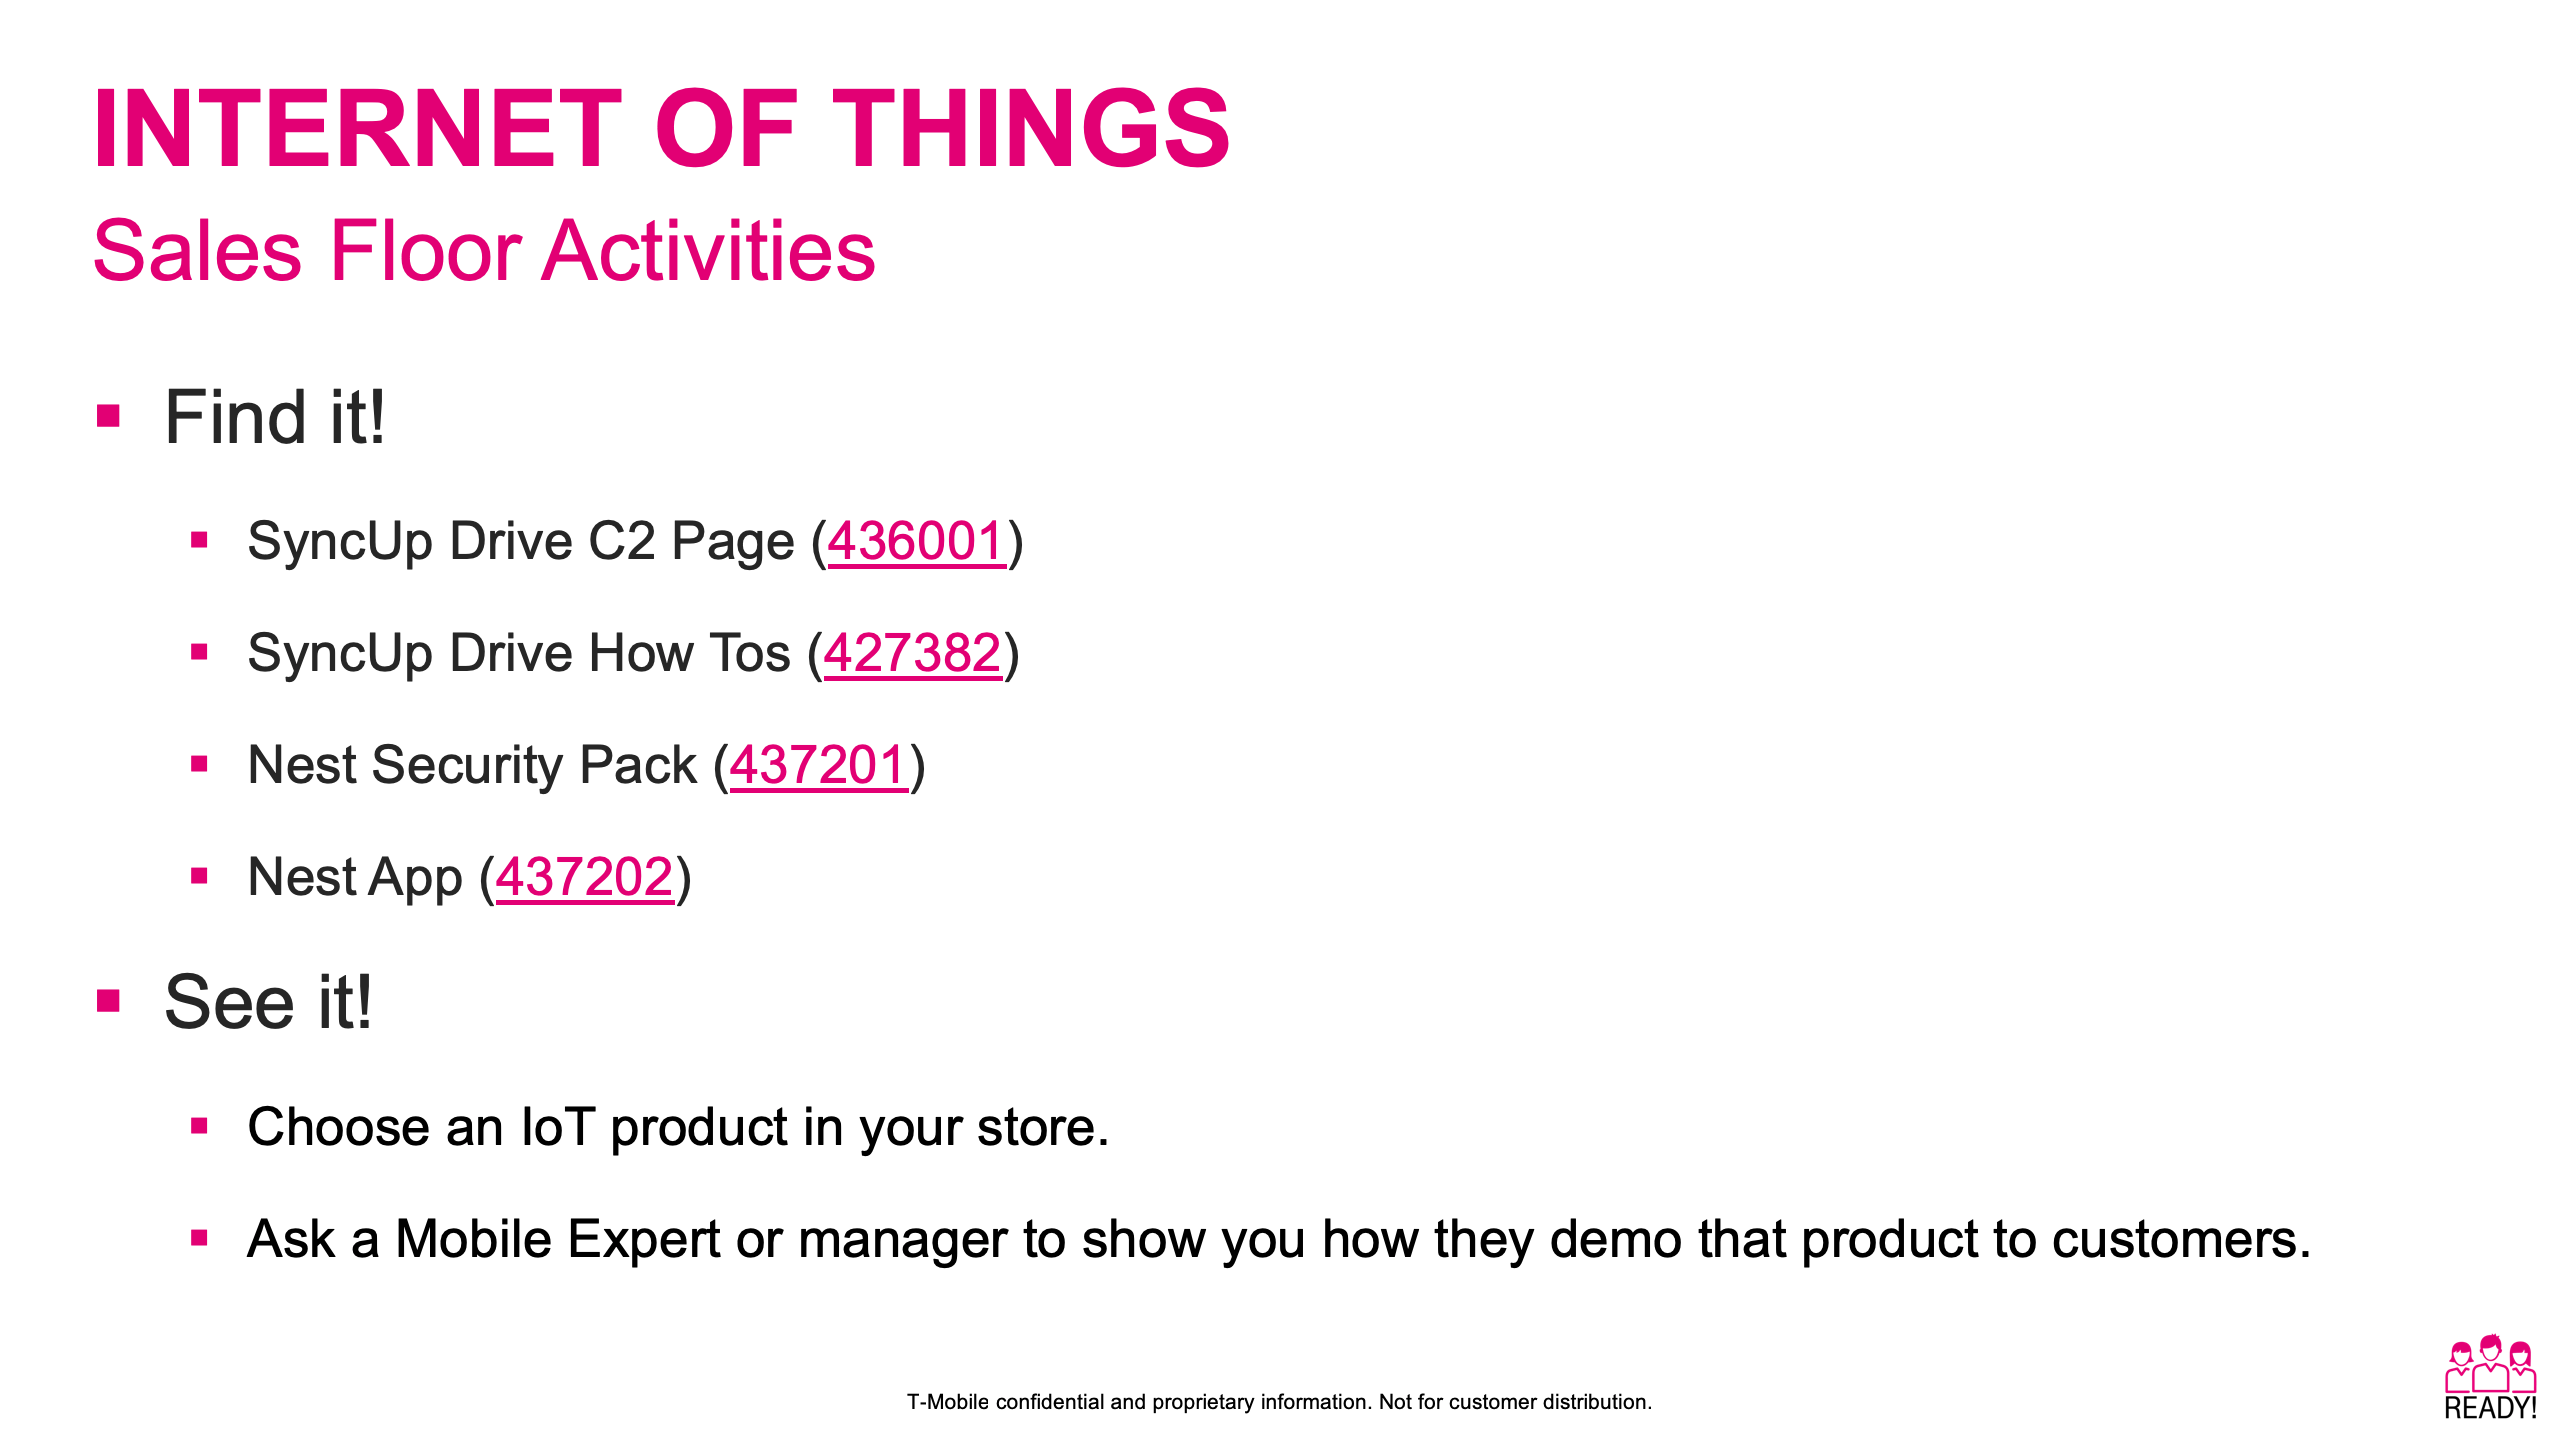 INTERNET OF THINGS
Sales Floor Activities
Find it!
SyncUp Drive C2 Page (436001)
SyncUp Drive How Tos (427382)
Nest Security Pack (437201)
Nest App (437202)
See it!
Choose an IoT product in your store.
Ask a Mobile Expert or manager to show you how they demo that product to customers.
T-Mobile confidential and proprietary information. Not for customer distribution.
READY!